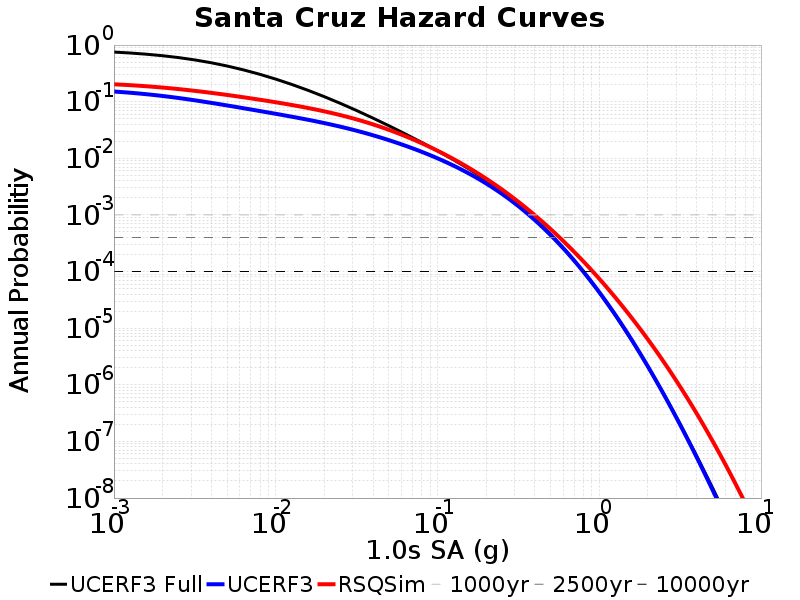 Santa Cruz Hazard Curves
10^0
10^-1
10^-2
10^-3
10^-4
10^-5
10^-6
10^-7
10^-8
Annual Probabilitiy
10^-3 10^-2 10^-1 10^0 10^1
1.0s SA (g)
UCERF3 Full UCERF3 RSQSim 1000yr 2500yr 10000yr